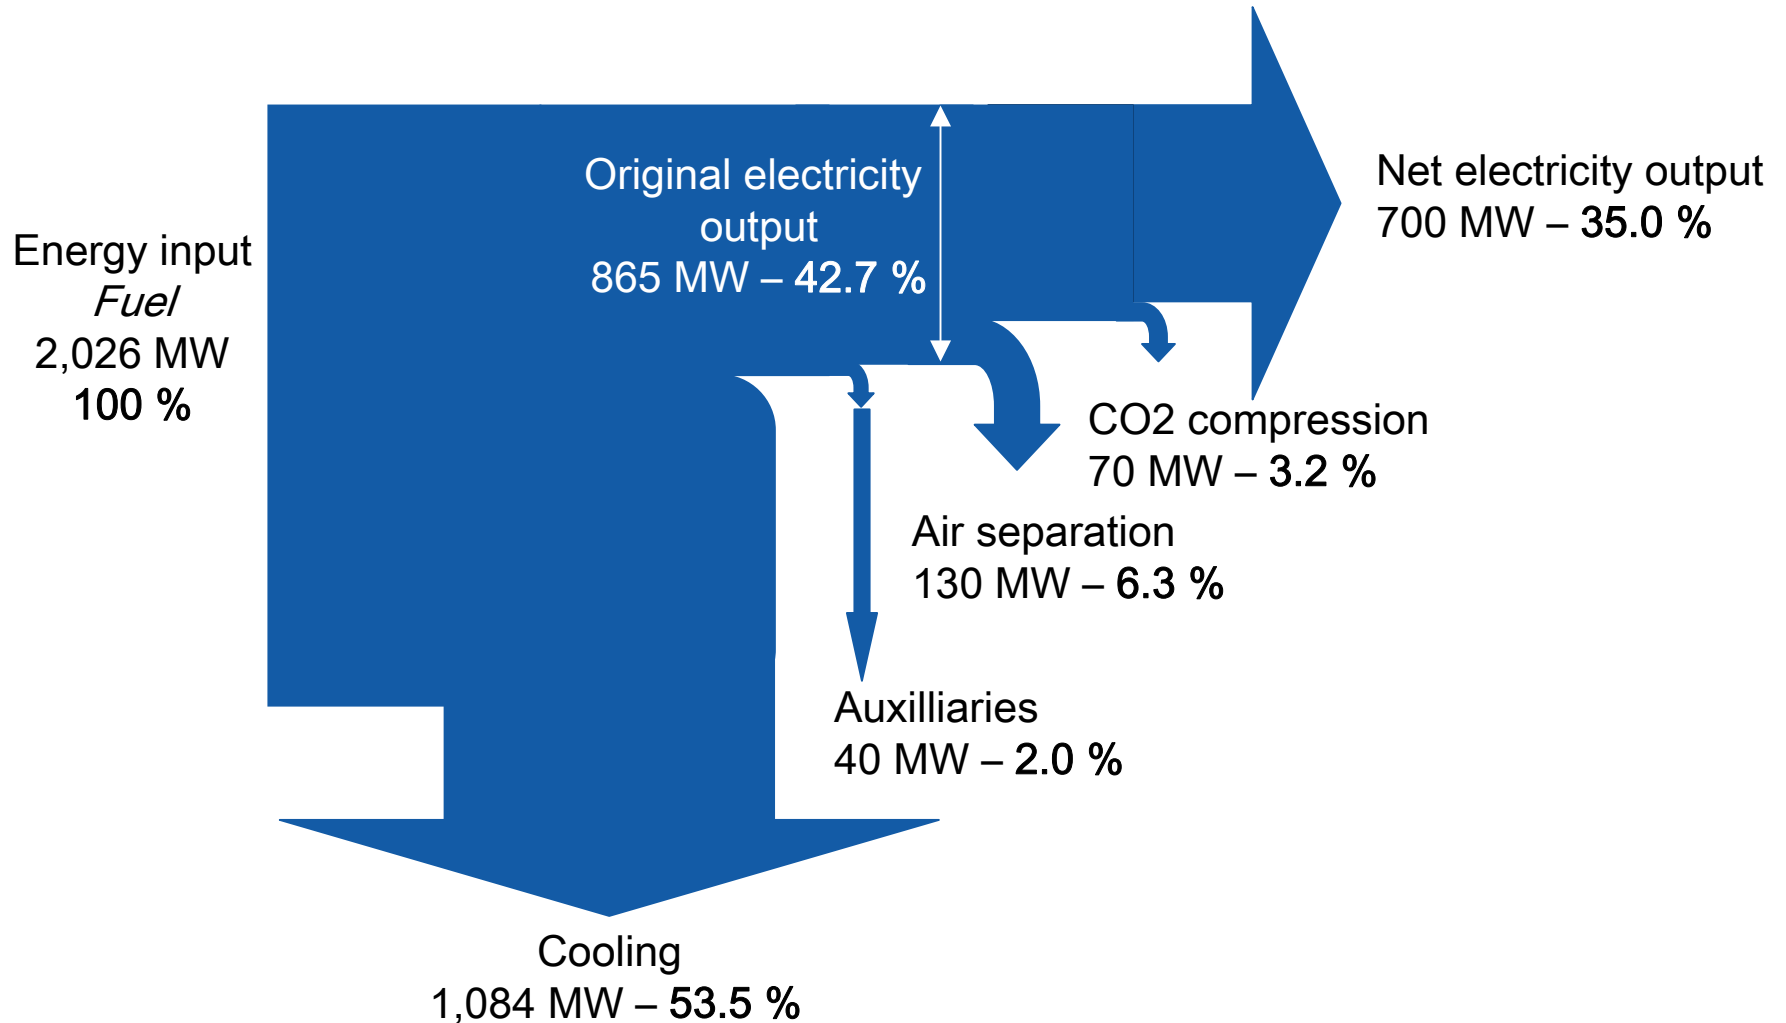 Energy input
Fuel
2,026 MW
100 %
Original electricity
output
865 MW – 42.7 %
Net electricity output
700 MW – 35.0 %
CO2 compression
70 MW – 3.2 %
Air separation
130 MW – 6.3 %
Auxilliaries
40 MW – 2.0 %
Cooling
1,084 MW – 53.5 %